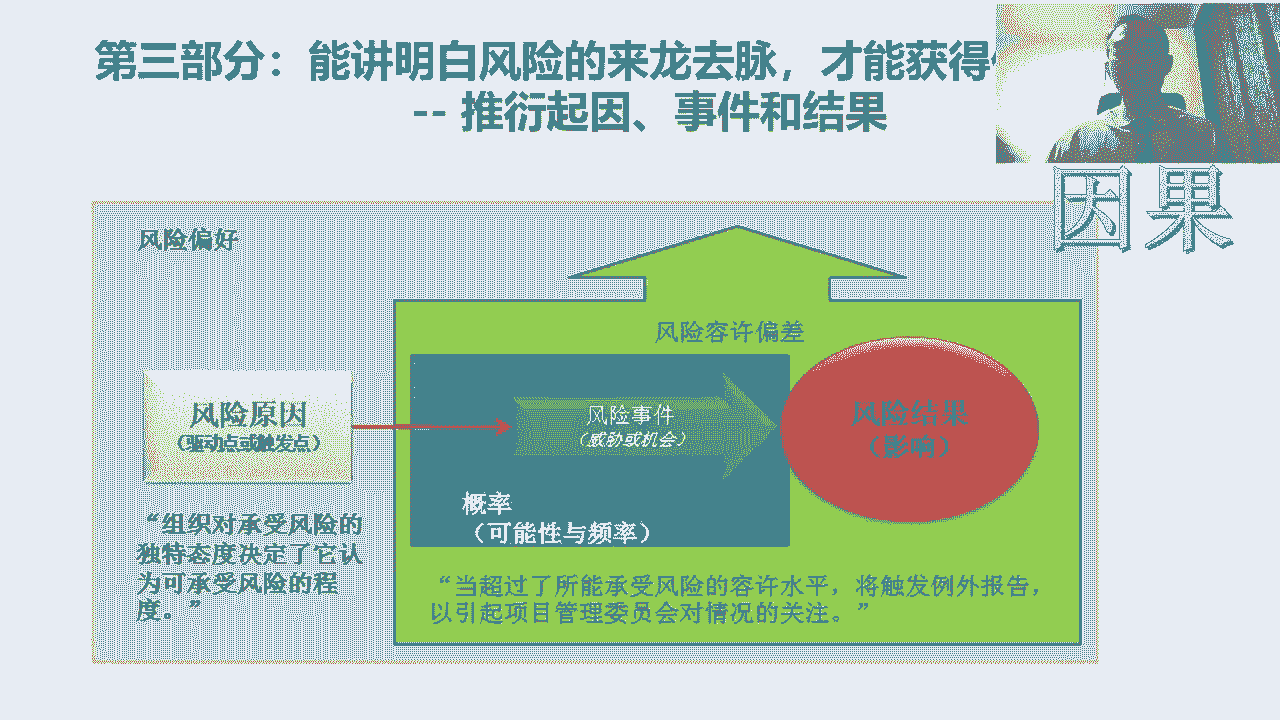 第三部分：能讲明白风险的来龙去脉，才能获得
-- 推衍起因、事件和结果
因果
风险偏好
风险容许偏差
风险原因
（驱动点或触发点）
风险事件
（威胁或机会）
风险结果
（影响）
概率
（可能性与频率）
“组织对承受风险的
独特态度决定了它认
为可承受风险的程
度。”
“当超过了所能承受风险的容许水平，将触发例外报告，
以引起项目管理委员会对情况的关注。”